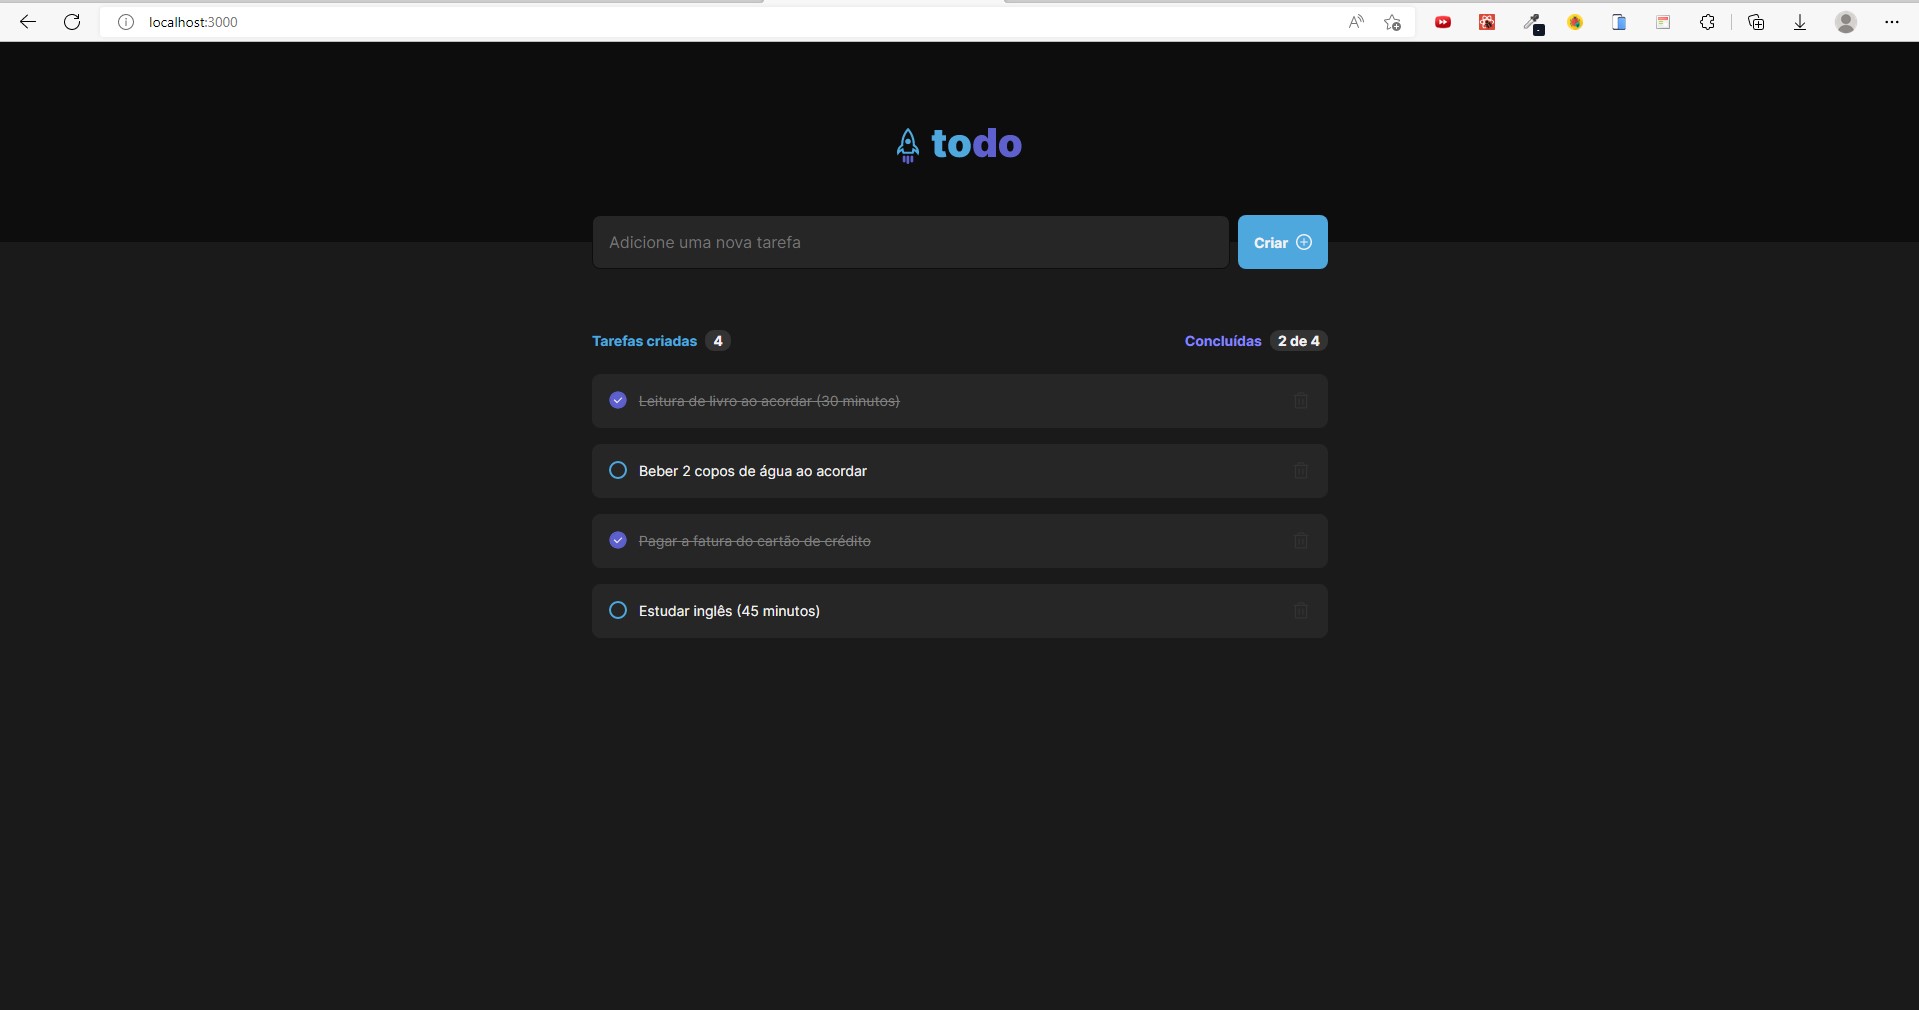 localhost:3000
todo
Adicione uma nova tarefa
Criar
Tarefas criadas 4
Concluídas 2 de 4
Leitura de livro ao acordar (30 minutos)
Beber 2 copos de água ao acordar
Pagar a fatura do cartão de crédito
Estudar inglês (45 minutos)